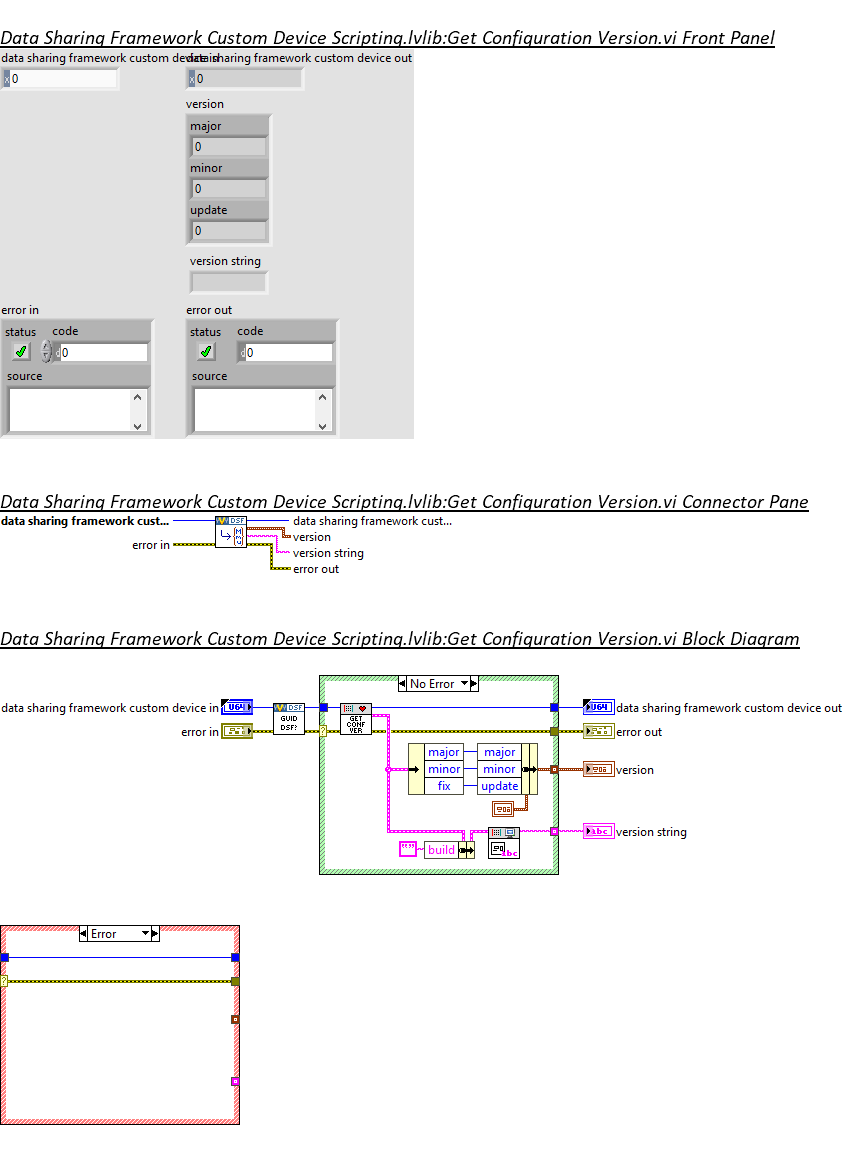 Data Sharing Framework Custom Device Scripting.lvlib:Get Configuration Version.vi Front Panel
data sharing framework custom device in
data sharing framework custom device out
x 0
x 0
version
major
0
minor
0
update
0
version string
error in
error out
status code
status code
d 0
d 0
source
source
Data Sharing Framework Custom Device Scripting.lvlib:Get Configuration Version.vi Connector Pane
data sharing framework cust...
DSF
data sharing framework cust...
version
error in
version string
error out
Data Sharing Framework Custom Device Scripting.lvlib:Get Configuration Version.vi Block Diagram
No Error
data sharing framework custom device in
U64
DSF
GUID
DSF?
GET
CONF
VER
U64
data sharing framework custom device out
error in
?
error out
major major
minor minor
fix update
version
"" build
abc
abc
version string
Error
?